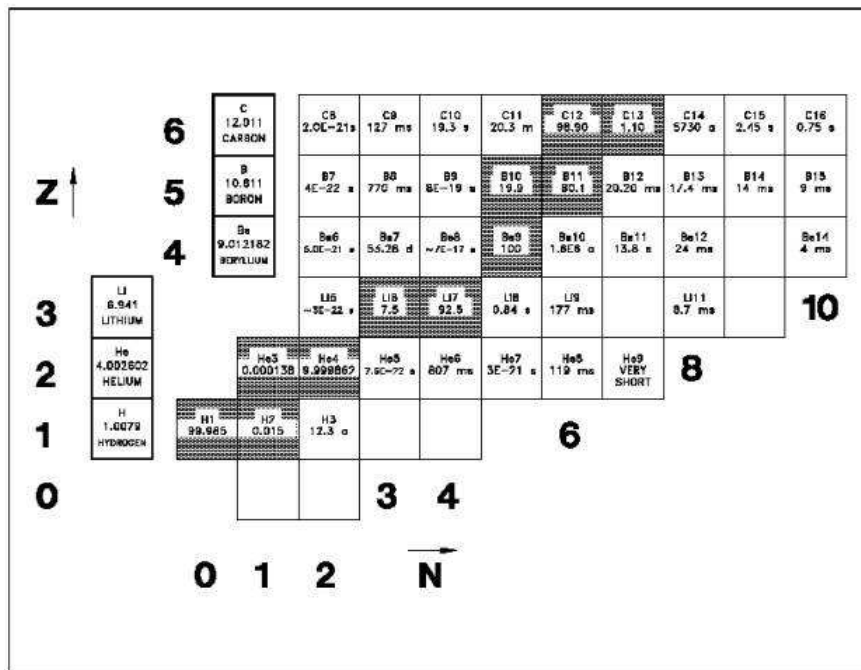 C C8 C9 C10 C11 C12 C13 C14 C15 C16
12.011 2.0E-21s 127 ms 19.3 s 20.3 m 98.90 1.10 5730 a 2.45 s 0.75 s
CARBON
6
B B7 B8 B9 B10 B11 B12 B13 B14 B15
10.811 4E-22 s 770 ms 8E-19 s 19.9 80.1 20.20 ms 17.4 ms 14 ms 9 ms
BORON
Z 5
Be Be6 Be7 Be8 Be9 Be10 Be11 Be12 Be14
9.012182 5.0E-21 s 53.28 d ~7E-17 s 100 1.6E6 a 13.8 s 24 ms 4 ms
BERYLLIUM
4
Li Li5 Li6 Li7 Li8 Li9 Li11
6.941 ~3E-22 s 7.5 92.5 0.84 s 177 ms 8.7 ms
LITHIUM
3 10
He He3 He4 He5 He6 He7 He8 He9
4.002602 0.000138 9.999862 7.6E-22 s 807 ms 3E-21 s 119 ms VERY
HELIUM SHORT
2 8
H H1 H2 H3
1.0079 99.985 0.015 12.3 a
HYDROGEN
1 6
0 3 4
0 1 2 N